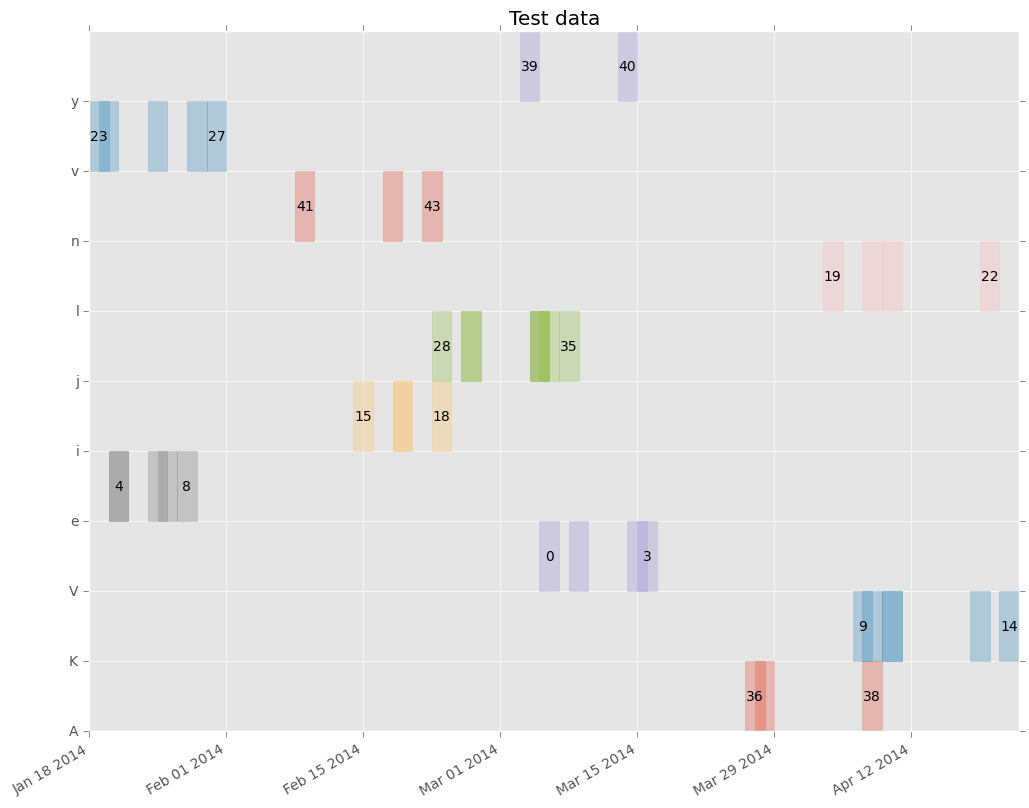 Test data
39 40
y
23 27
v
41 43
n
19 22
l
28 35
j
15 18
i
4 8
e
0 3
V
9 14
K
36 38
A
Jan 18 2014 Feb 01 2014 Feb 15 2014 Mar 01 2014 Mar 15 2014 Mar 29 2014 Apr 12 2014